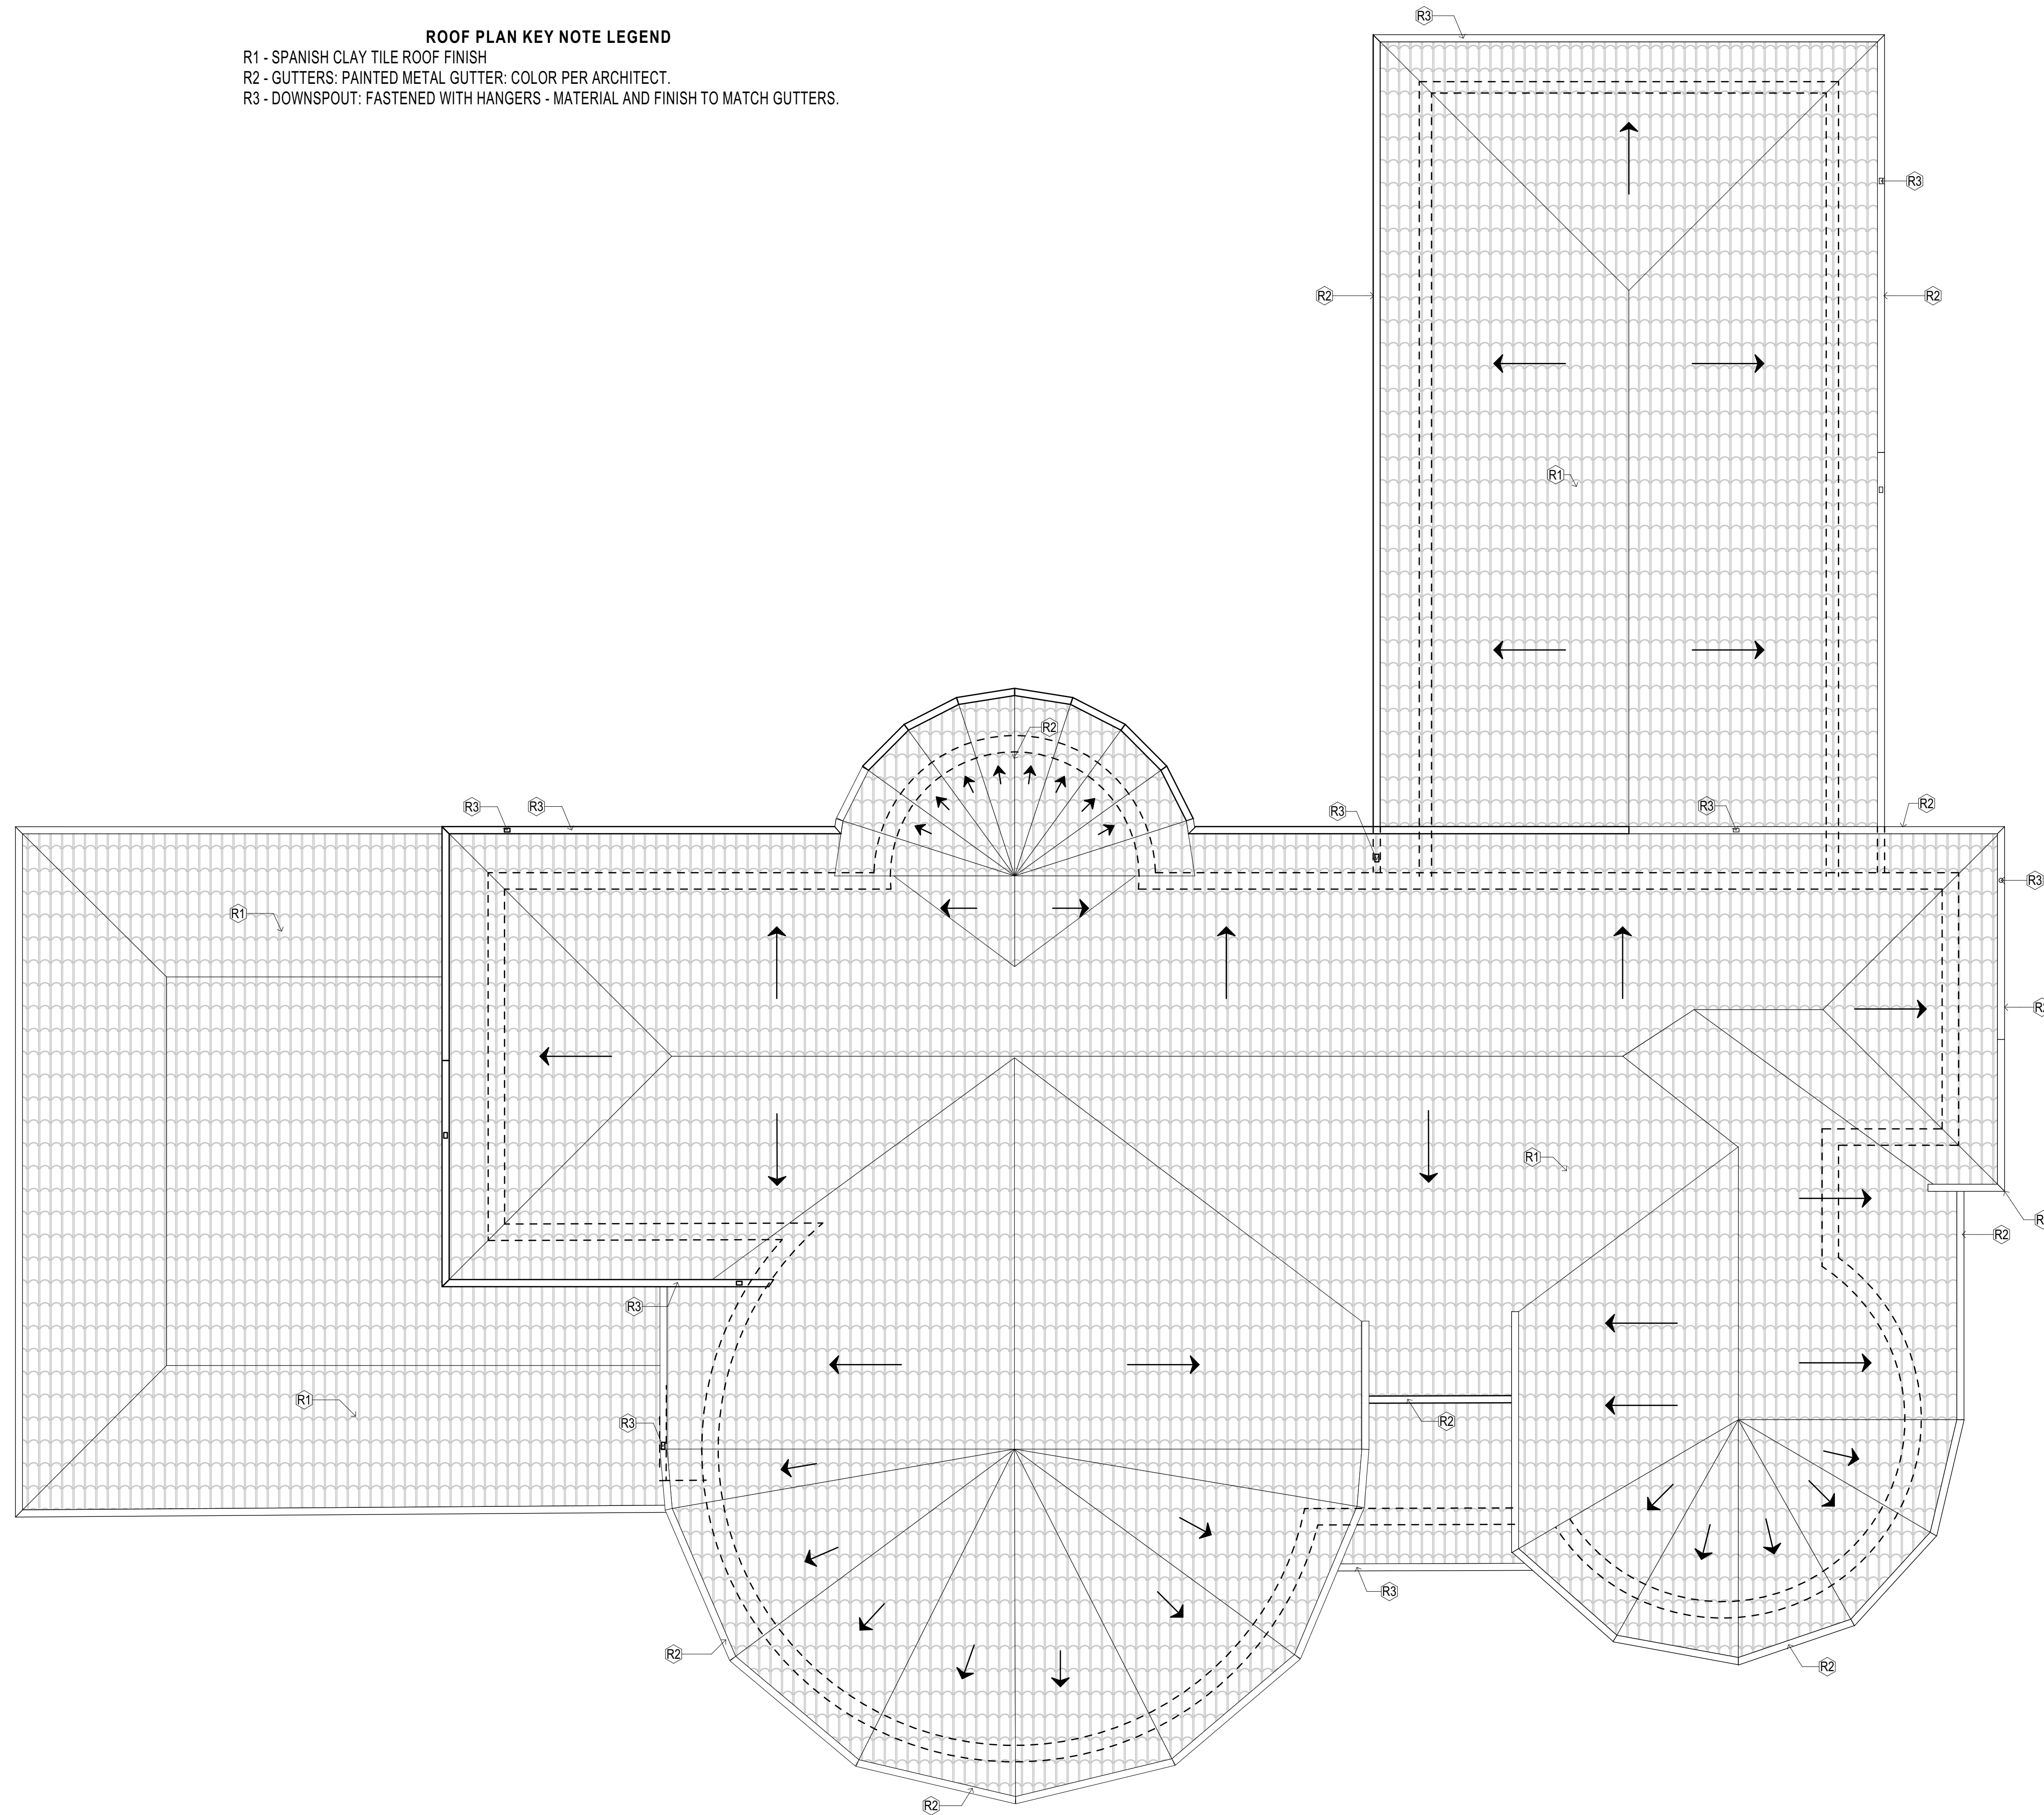 ROOF PLAN KEY NOTE LEGEND
R1 - SPANISH CLAY TILE ROOF FINISH
R2 - GUTTERS: PAINTED METAL GUTTER: COLOR PER ARCHITECT.
R3 - DOWNSPOUT: FASTENED WITH HANGERS - MATERIAL AND FINISH TO MATCH GUTTERS.
R3
R3
R2
R2
R1
R2
R3
R3
R3
R3
R2
R3
R1
R1
R2
R3
R1
R3
R2
R3
R2
R2
R2